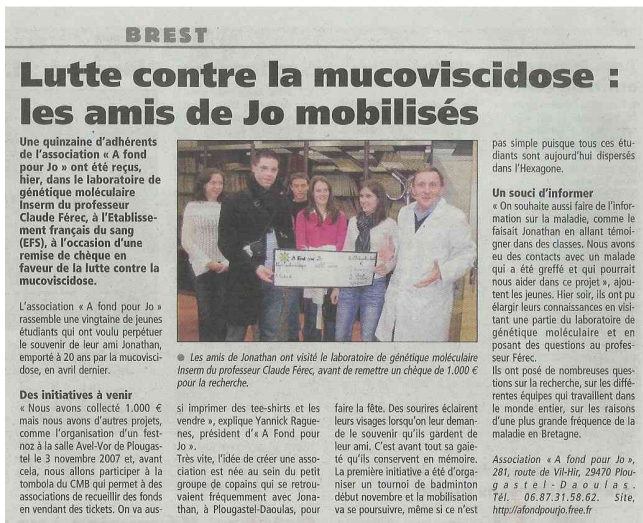 BREST
Lutte contre la mucoviscidose :
les amis de Jo mobilisés
Une quinzaine d'adhérents
de l'association « A fond
pour Jo » ont été reçus,
hier, dans le laboratoire de
génétique moléculaire
Inserm du professeur
Claude Férec, à l'Etablisse-
ment français du sang
(EFS), à l'occasion d'une
remise de chèque en
faveur de la lutte contre la
mucoviscidose.
L'association « A fond pour Jo »
rassemble une vingtaine de jeunes
étudiants qui ont voulu perpétuer
le souvenir de leur ami Jonathan,
emporté à 20 ans par la mucovisci-
dose, en avril dernier.
Des initiatives à venir
« Nous avons collecté 1.000 €
mais nous avons d'autres projets,
comme l'organisation d'un fest-
noz à la salle Avel-Vor de Plougas-
tel le 3 novembre 2007 et, avant
cela, nous allons participer à la
tombola du CMB qui permet à des
associations de recueillir des fonds
en vendant des tickets. On va aus-
A Fond pour Jo
● Les amis de Jonathan ont visité le laboratoire de génétique moléculaire
Inserm du professeur Claude Férec, avant de remettre un chèque de 1.000 €
pour la recherche.
si imprimer des tee-shirts et les
vendre », explique Yannick Rague-
nes, président d'« A Fond pour
Jo ».
Très vite, l'idée de créer une asso-
ciation est née au sein du petit
groupe de copains qui se retrou-
vaient fréquemment avec Jona-
than, à Plougastel-Daoulas, pour
faire la fête. Des sourires éclairent
leurs visages lorsqu'on leur deman-
de le souvenir qu'ils gardent de
leur ami. C'est avant tout sa gaie-
té qu'ils conservent en mémoire.
La première initiative a été d'orga-
niser un tournoi de badminton
début novembre et la mobilisation
va se poursuivre, même si ce n'est
pas simple puisque tous ces étu-
diants sont aujourd'hui dispersés
dans l'Hexagone.
Un souci d'informer
« On souhaite aussi faire de l'infor-
mation sur la maladie, comme le
faisait Jonathan en allant témoi-
gner dans des classes. Nous avons
eu des contacts avec un malade
qui a été greffé et qui pourrait
nous aider dans ce projet », ajou-
tent les jeunes. Hier soir, ils ont pu
élargir leurs connaissances en visi-
tant une partie du laboratoire de
génétique moléculaire et en
posant des questions au profes-
seur Férec.
Ils ont posé de nombreuses ques-
tions sur la recherche, sur les diffé-
rentes équipes qui travaillent dans
le monde entier, sur les raisons
d'une plus grande fréquence de la
maladie en Bretagne.
Association « A fond pour Jo »,
281, route de Vil-Hir, 29470 Plou-
gastel-Daoulas.
Tél. 06.87.31.58.62. Site,
http://afondpourjo.free.fr